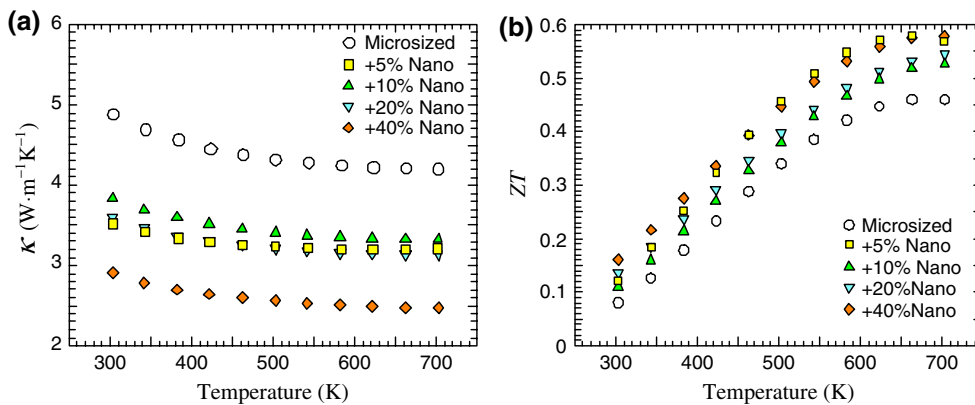 (a)
6
5
4
3
2
κ (W·m⁻¹K⁻¹)
Microsized
+5% Nano
+10% Nano
+20% Nano
+40% Nano
300 400 500 600 700
Temperature (K)
(b)
0.6
0.5
0.4
0.3
0.2
0.1
0
ZT
Microsized
+5% Nano
+10% Nano
+20%Nano
+40%Nano
300 400 500 600 700
Temperature (K)